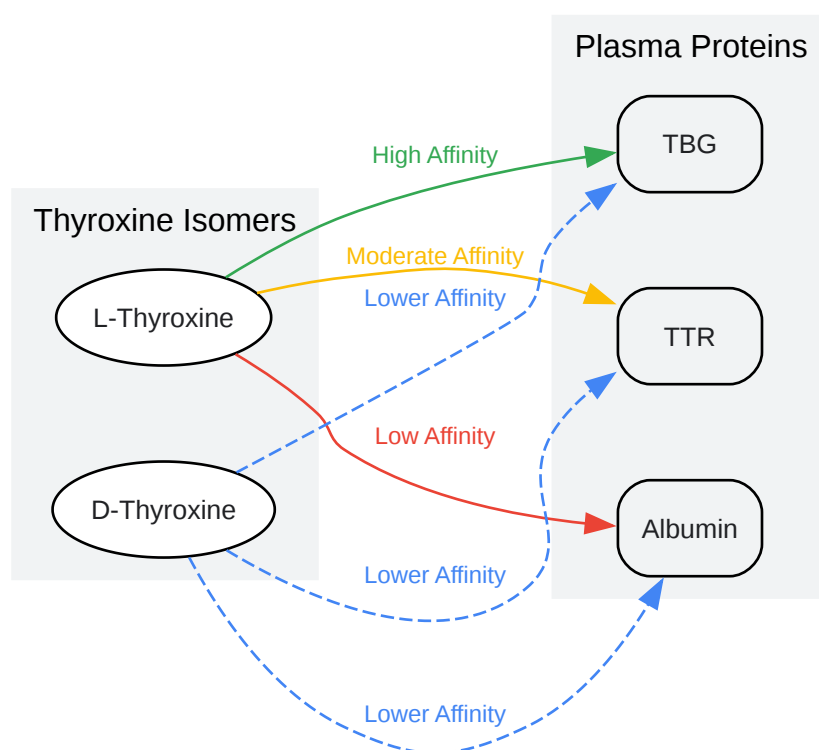 Plasma Proteins
TBG
High Affinity
Thyroxine Isomers
Moderate Affinity
Lower Affinity
L-Thyroxine
TTR
Low Affinity
D-Thyroxine
Albumin
Lower Affinity
Lower Affinity